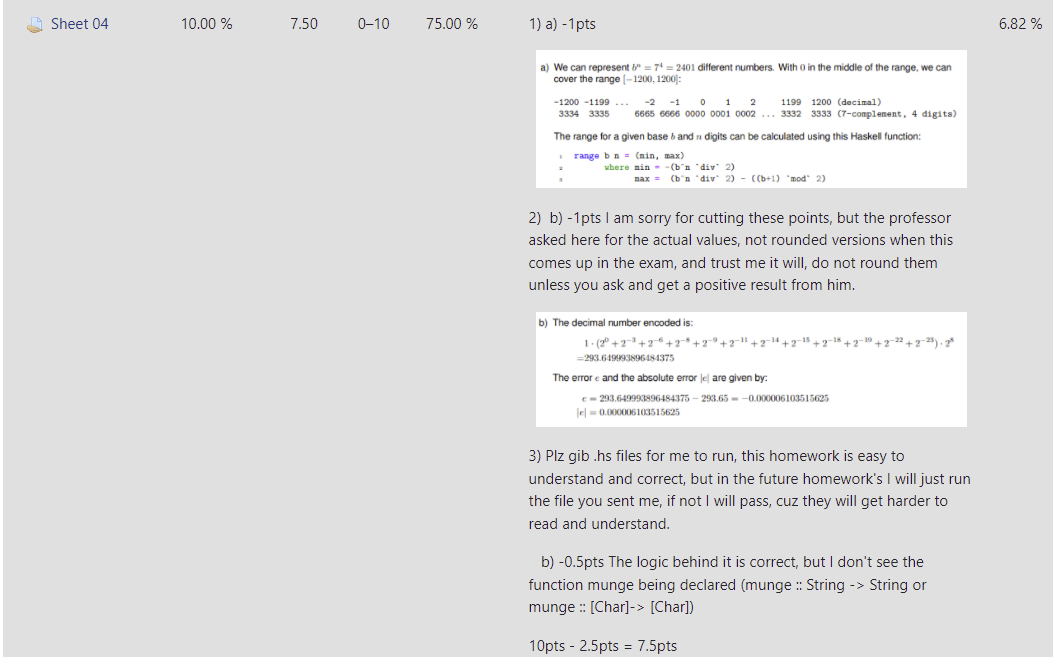 Sheet 04 10.00 % 7.50 0–10 75.00 % 1) a) -1pts 6.82 %
a) We can represent bⁿ = 7⁴ = 2401 different numbers. With 0 in the middle of the range, we can
cover the range [−1200, 1200]:
-1200 -1199 ... -2 -1 0 1 2 1199 1200 (decimal)
3334 3335 6665 6666 0000 0001 0002 ... 3332 3333 (7-complement, 4 digits)
The range for a given base b and n digits can be calculated using this Haskell function:
1 range b n = (min, max)
2 where min = -(b^n `div` 2)
3 max = (b^n `div` 2) - ((b+1) `mod` 2)
2) b) -1pts I am sorry for cutting these points, but the professor
asked here for the actual values, not rounded versions when this
comes up in the exam, and trust me it will, do not round them
unless you ask and get a positive result from him.
b) The decimal number encoded is:
1 · (2⁰ + 2⁻³ + 2⁻⁶ + 2⁻⁸ + 2⁻⁹ + 2⁻¹¹ + 2⁻¹⁴ + 2⁻¹⁵ + 2⁻¹⁸ + 2⁻¹⁹ + 2⁻²² + 2⁻²³) · 2⁸
=293.649993896484375
The error e and the absolute error |e| are given by:
e = 293.649993896484375 − 293.65 = −0.000006103515625
|e| = 0.000006103515625
3) Plz gib .hs files for me to run, this homework is easy to
understand and correct, but in the future homework's I will just run
the file you sent me, if not I will pass, cuz they will get harder to
read and understand.
b) -0.5pts The logic behind it is correct, but I don't see the
function munge being declared (munge :: String -> String or
munge :: [Char]-> [Char])
10pts - 2.5pts = 7.5pts